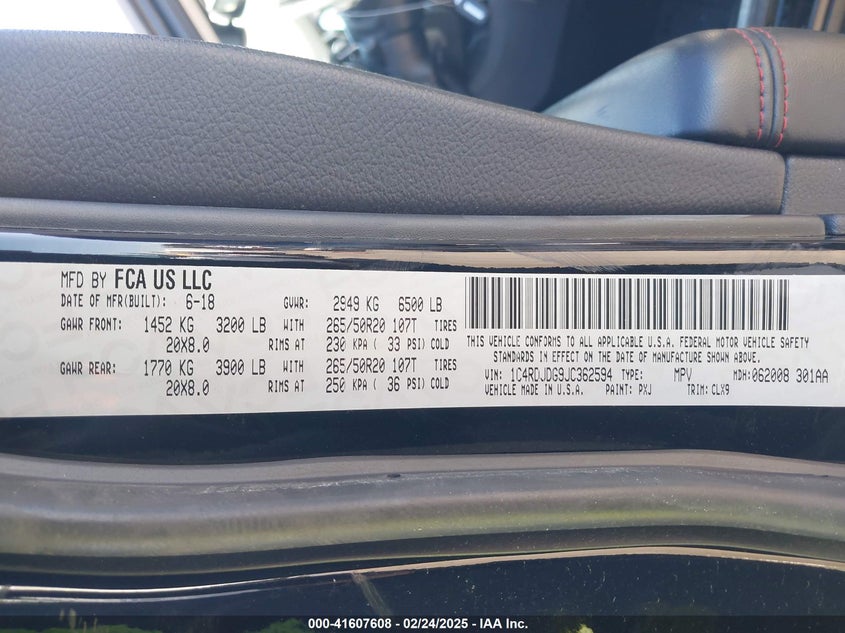 MFD BY FCA US LLC
DATE OF MFR(BUILT): 6-18 GVWR: 2949 KG 6500 LB
GAWR FRONT: 1452 KG 3200 LB WITH 265/50R20 107T TIRES
20X8.0 RIMS AT 230 KPA ( 33 PSI) COLD
GAWR REAR: 1770 KG 3900 LB WITH 265/50R20 107T TIRES
20X8.0 RIMS AT 250 KPA ( 36 PSI) COLD
THIS VEHICLE CONFORMS TO ALL APPLICABLE U.S.A. FEDERAL MOTOR VEHICLE SAFETY
STANDARDS IN EFFECT ON THE DATE OF MANUFACTURE SHOWN ABOVE.
VIN: 1C4RDJDG9JC362594 TYPE: MPV MDH:062008 301AA
VEHICLE MADE IN U.S.A. PAINT: PXJ TRIM: CLX9
000-41607608 - 02/24/2025 - © IAA Inc.